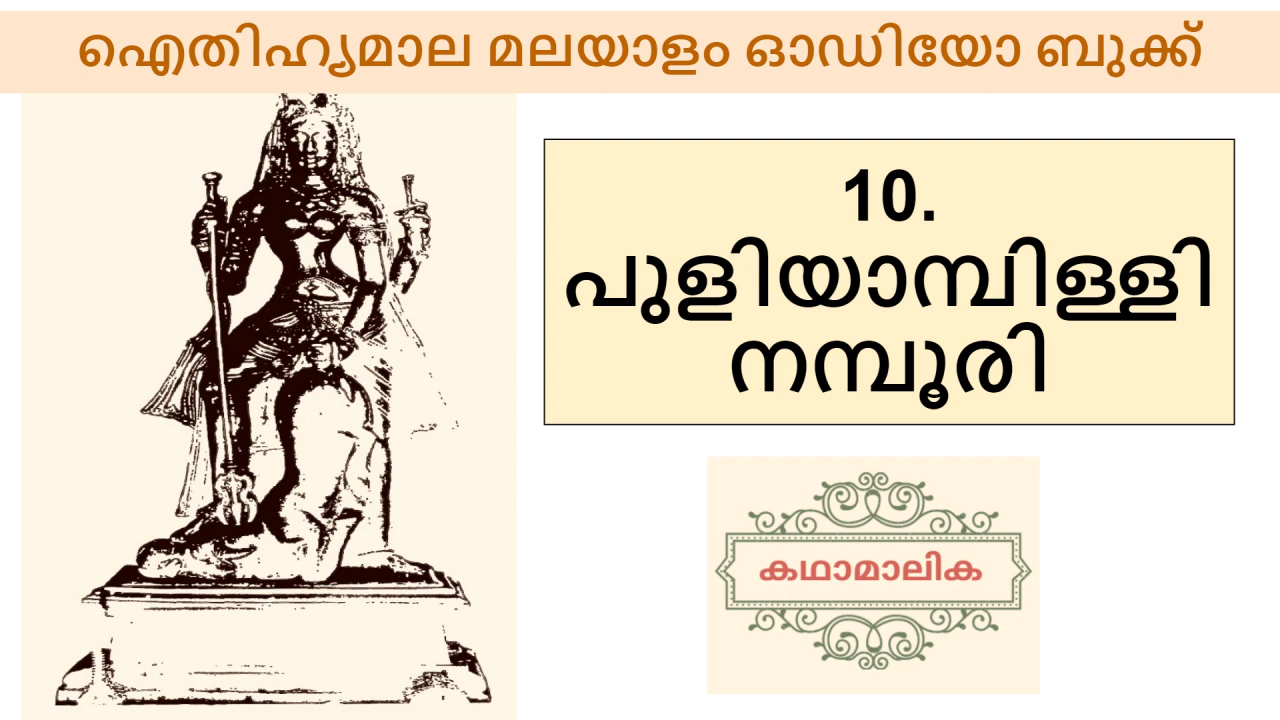 ഐതിഹ്യമാല മലയാളം ഓഡിയോ ബുക്ക്
10.
പുളിയാമ്പിള്ളി
നമ്പൂരി
കഥാമാലിക